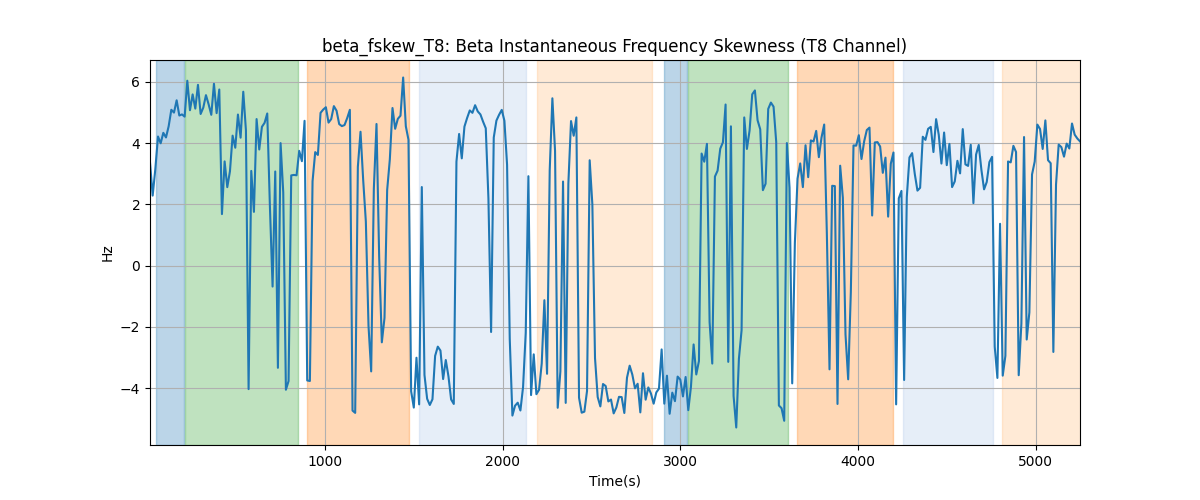 beta_fskew_T8: Beta Instantaneous Frequency Skewness (T8 Channel)
6
4
2
0
−2
−4
Hz
1000 2000 3000 4000 5000
Time(s)